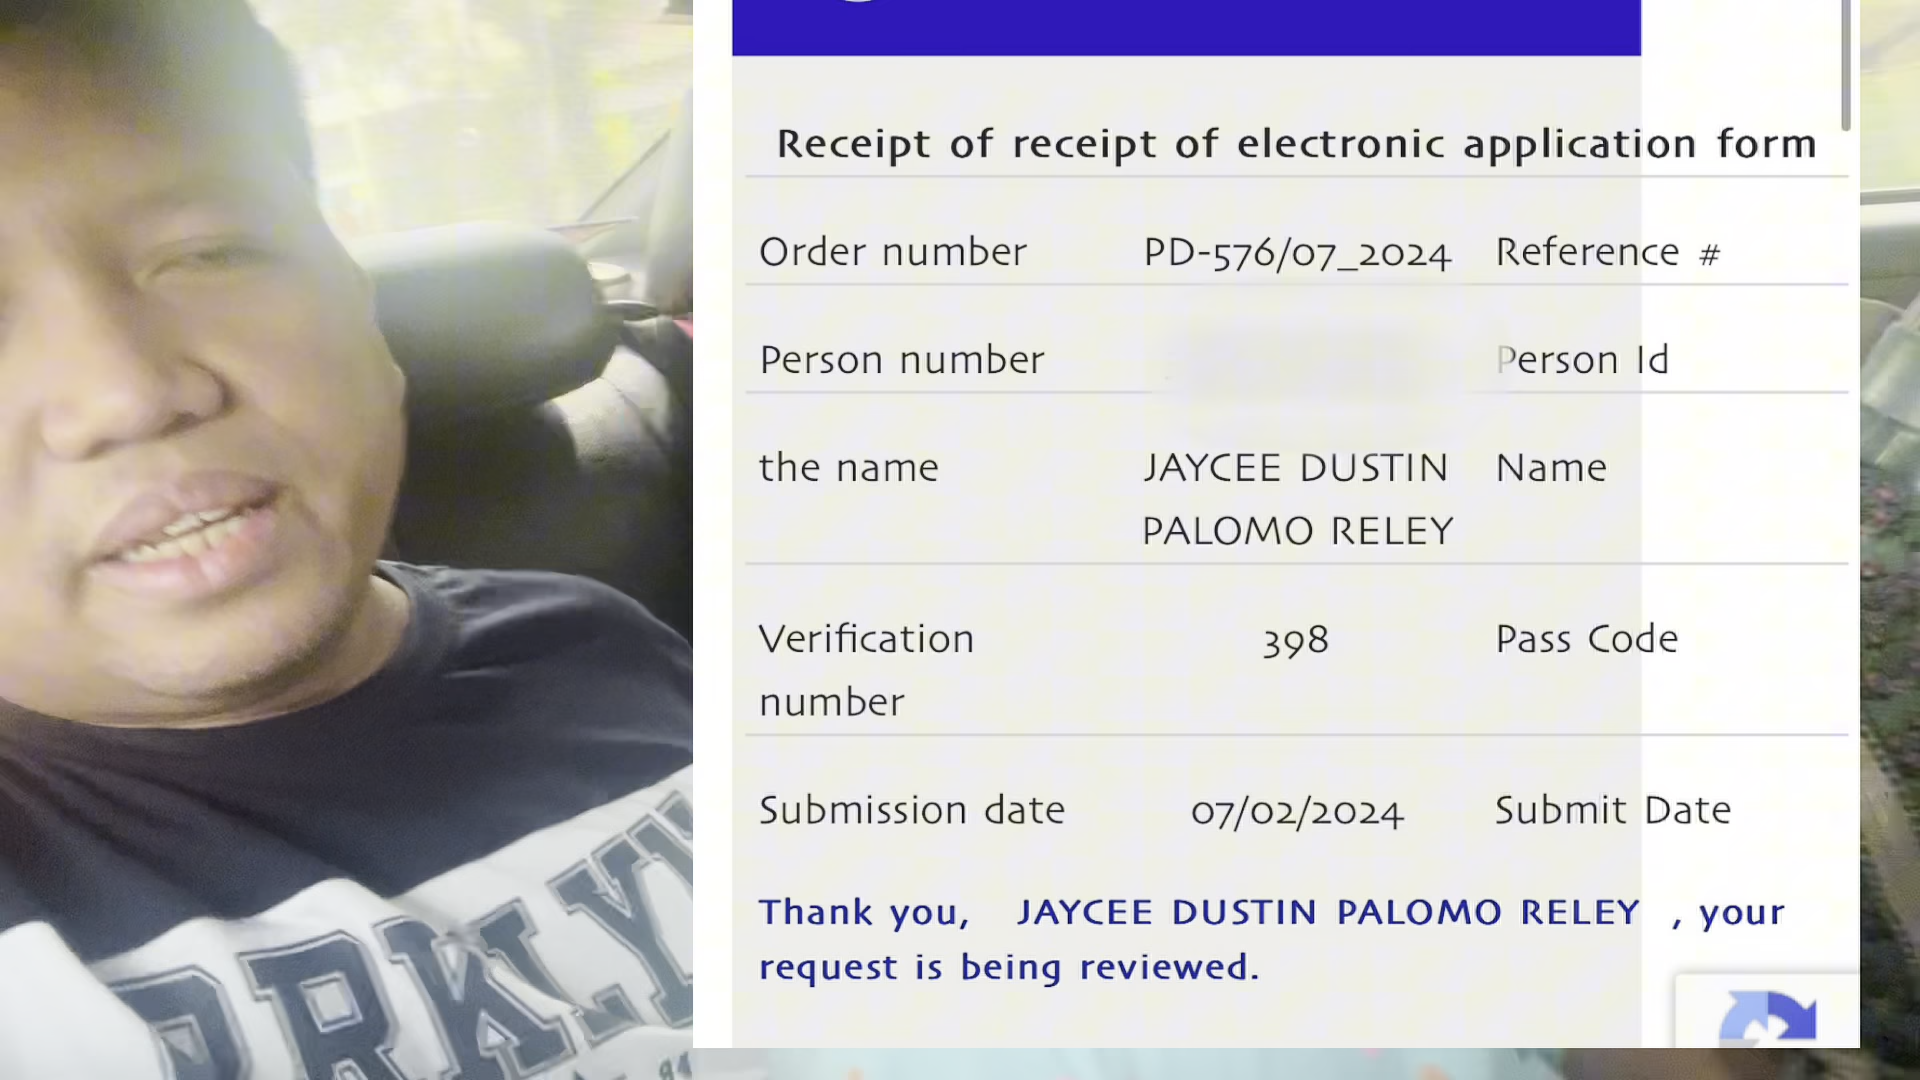 Receipt of receipt of electronic application form
Order number PD-576/07_2024 Reference #
Person number Person Id
the name JAYCEE DUSTIN Name
PALOMO RELEY
Verification 398 Pass Code
number
Submission date 07/02/2024 Submit Date
Thank you, JAYCEE DUSTIN PALOMO RELEY , your
request is being reviewed.